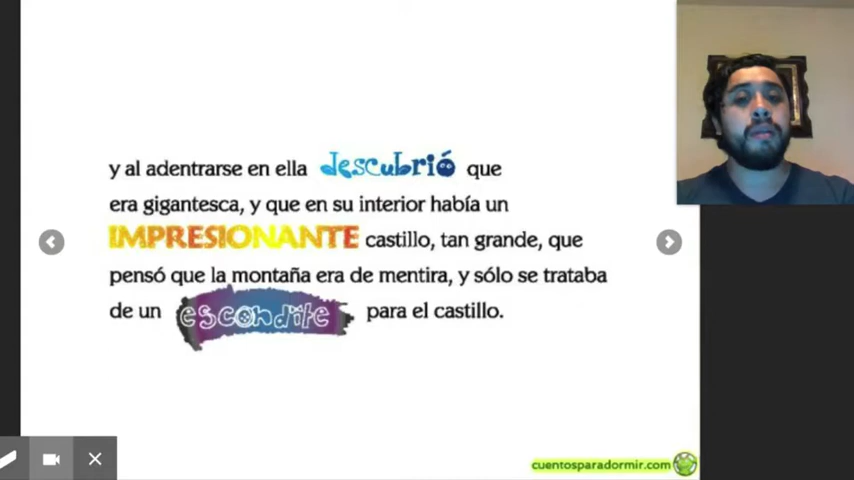 y al adentrarse en ella descubrió que
era gigantesca, y que en su interior había un
IMPRESIONANTE castillo, tan grande, que
pensó que la montaña era de mentira, y sólo se trataba
de un escondite para el castillo.
cuentosparadormir.com